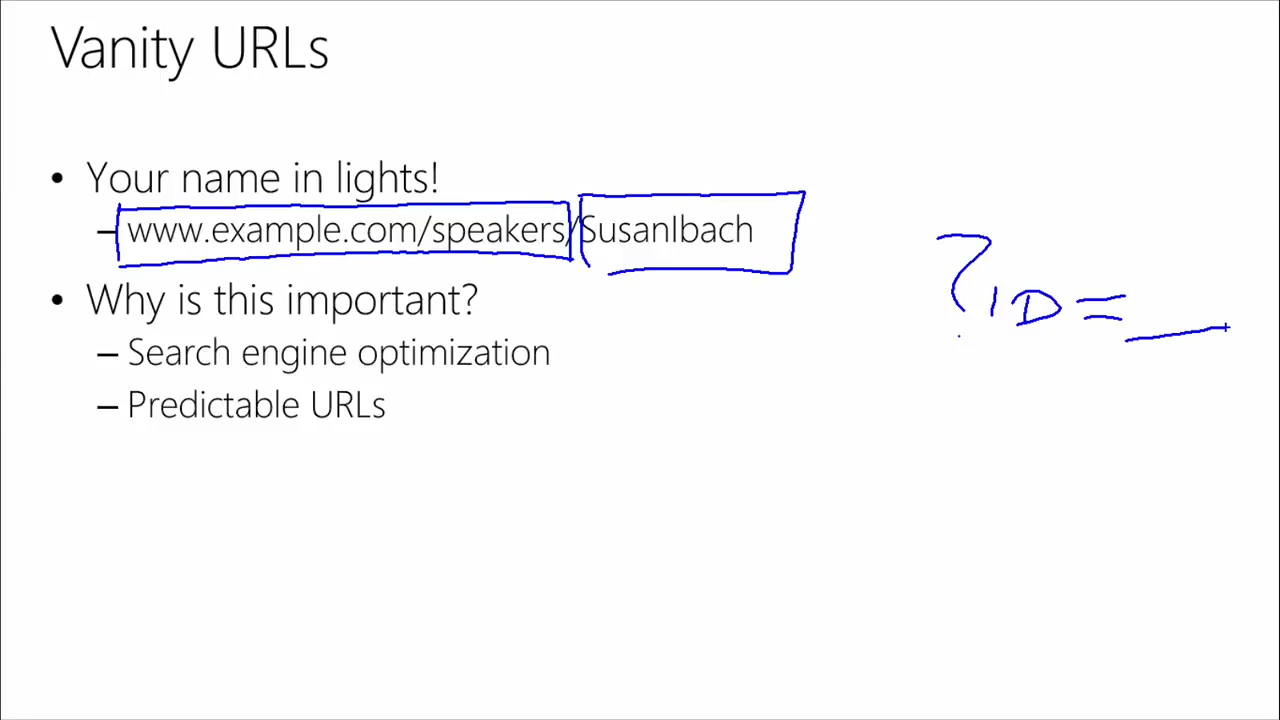 Vanity URLs
• Your name in lights!
– www.example.com/speakers/SusanIbach
?ID=__
• Why is this important?
– Search engine optimization
– Predictable URLs